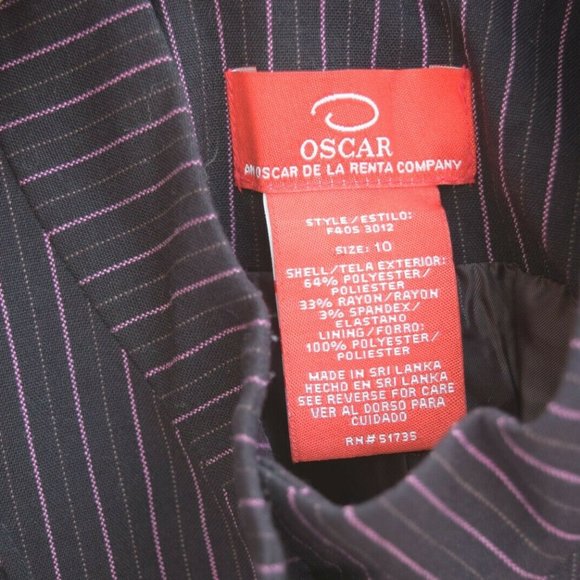 OSCAR
AN OSCAR DE LA RENTA COMPANY
STYLE/ESTILO:
F40S 3012
SIZE: 10
SHELL/TELA EXTERIOR:
64% POLYESTER/
POLIESTER
33% RAYON/RAYON
3% SPANDEX/
ELASTANO
LINING/FORRO:
100% POLYESTER/
POLIESTER
MADE IN SRI LANKA
HECHO EN SRI LANKA
SEE REVERSE FOR CARE
VER AL DORSO PARA
CUIDADO
RN# 51735